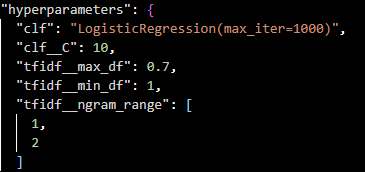 "hyperparameters": {
"clf": "LogisticRegression(max_iter=1000)",
"clf__C": 10,
"tfidf__max_df": 0.7,
"tfidf__min_df": 1,
"tfidf__ngram_range": [
1,
2
]